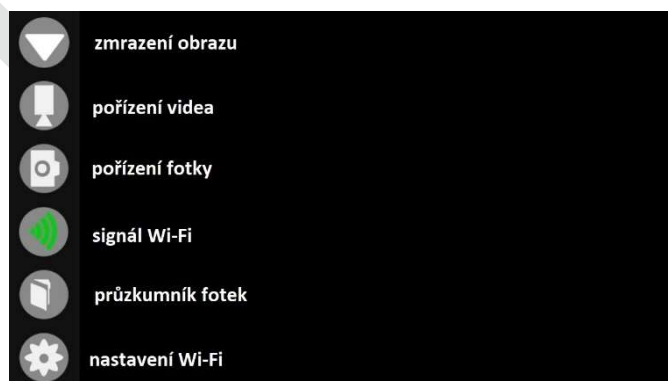 zmrazení obrazu
pořízení videa
pořízení fotky
signál Wi-Fi
průzkumník fotek
nastavení Wi-Fi